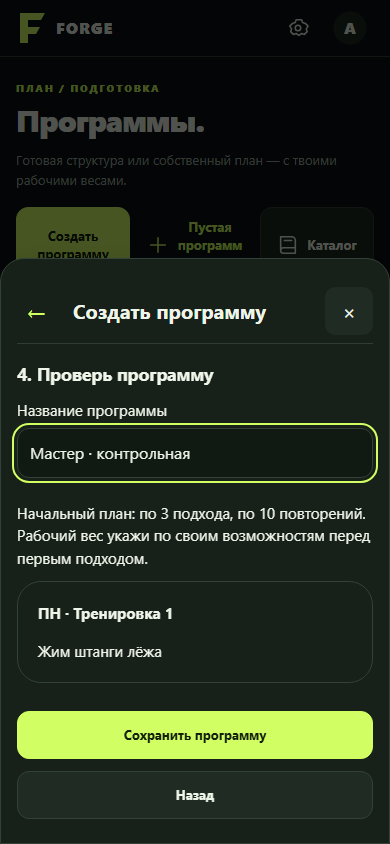 FORGE
A
ПЛАН / ПОДГОТОВКА
Программы.
Готовая структура или собственный план — с твоими
рабочими весами.
Создать
программу
Пустая
программ
Каталог
← Создать программу ×
4. Проверь программу
Название программы
Мастер · контрольная
Начальный план: по 3 подхода, по 10 повторений.
Рабочий вес укажи по своим возможностям перед
первым подходом.
ПН · Тренировка 1
Жим штанги лёжа
Сохранить программу
Назад